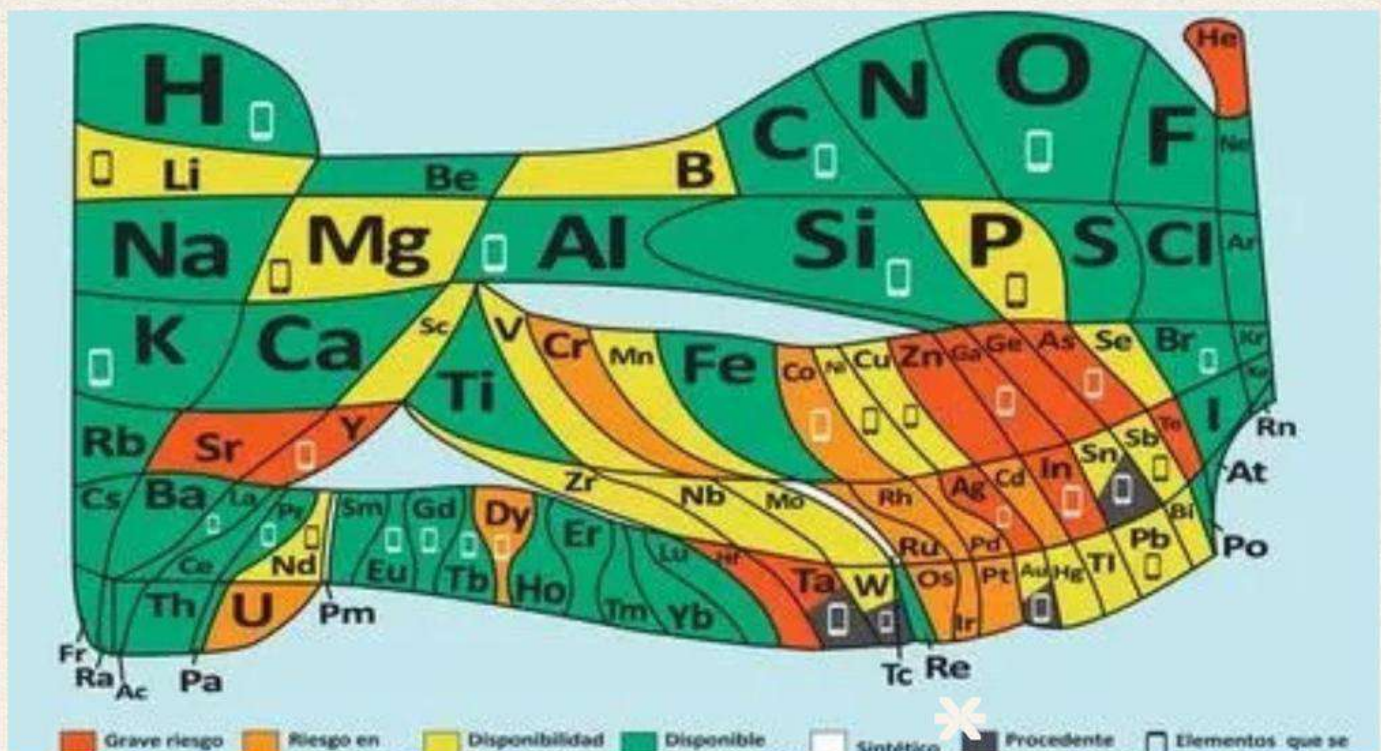 H
He
N
O
C
F
Ne
Li
Be
B
Na
Mg
Al
Si
P
S
Cl
Ar
K
Ca
Sc
Ti
V
Cr
Mn
Fe
Co
Ni
Cu
Zn
Ga
Ge
As
Se
Br
Kr
Rb
Sr
Y
Zr
Nb
Mo
Rh
Ag
Cd
In
Sn
Sb
Te
I
Rn
Ru
Pd
At
Cs
Ba
La
Pr
Sm
Gd
Dy
Er
Lu
Hf
Ta
W
Os
Pt
Au
Hg
Tl
Pb
Bi
Po
Ce
Nd
Eu
Tb
Ho
Tm
Yb
Ir
Th
U
Pm
Fr
Ra
Ac
Pa
Tc
Re
Grave riesgo
Riesgo en
Disponibilidad
Disponible
Sintético
Procedente
Elementos que se